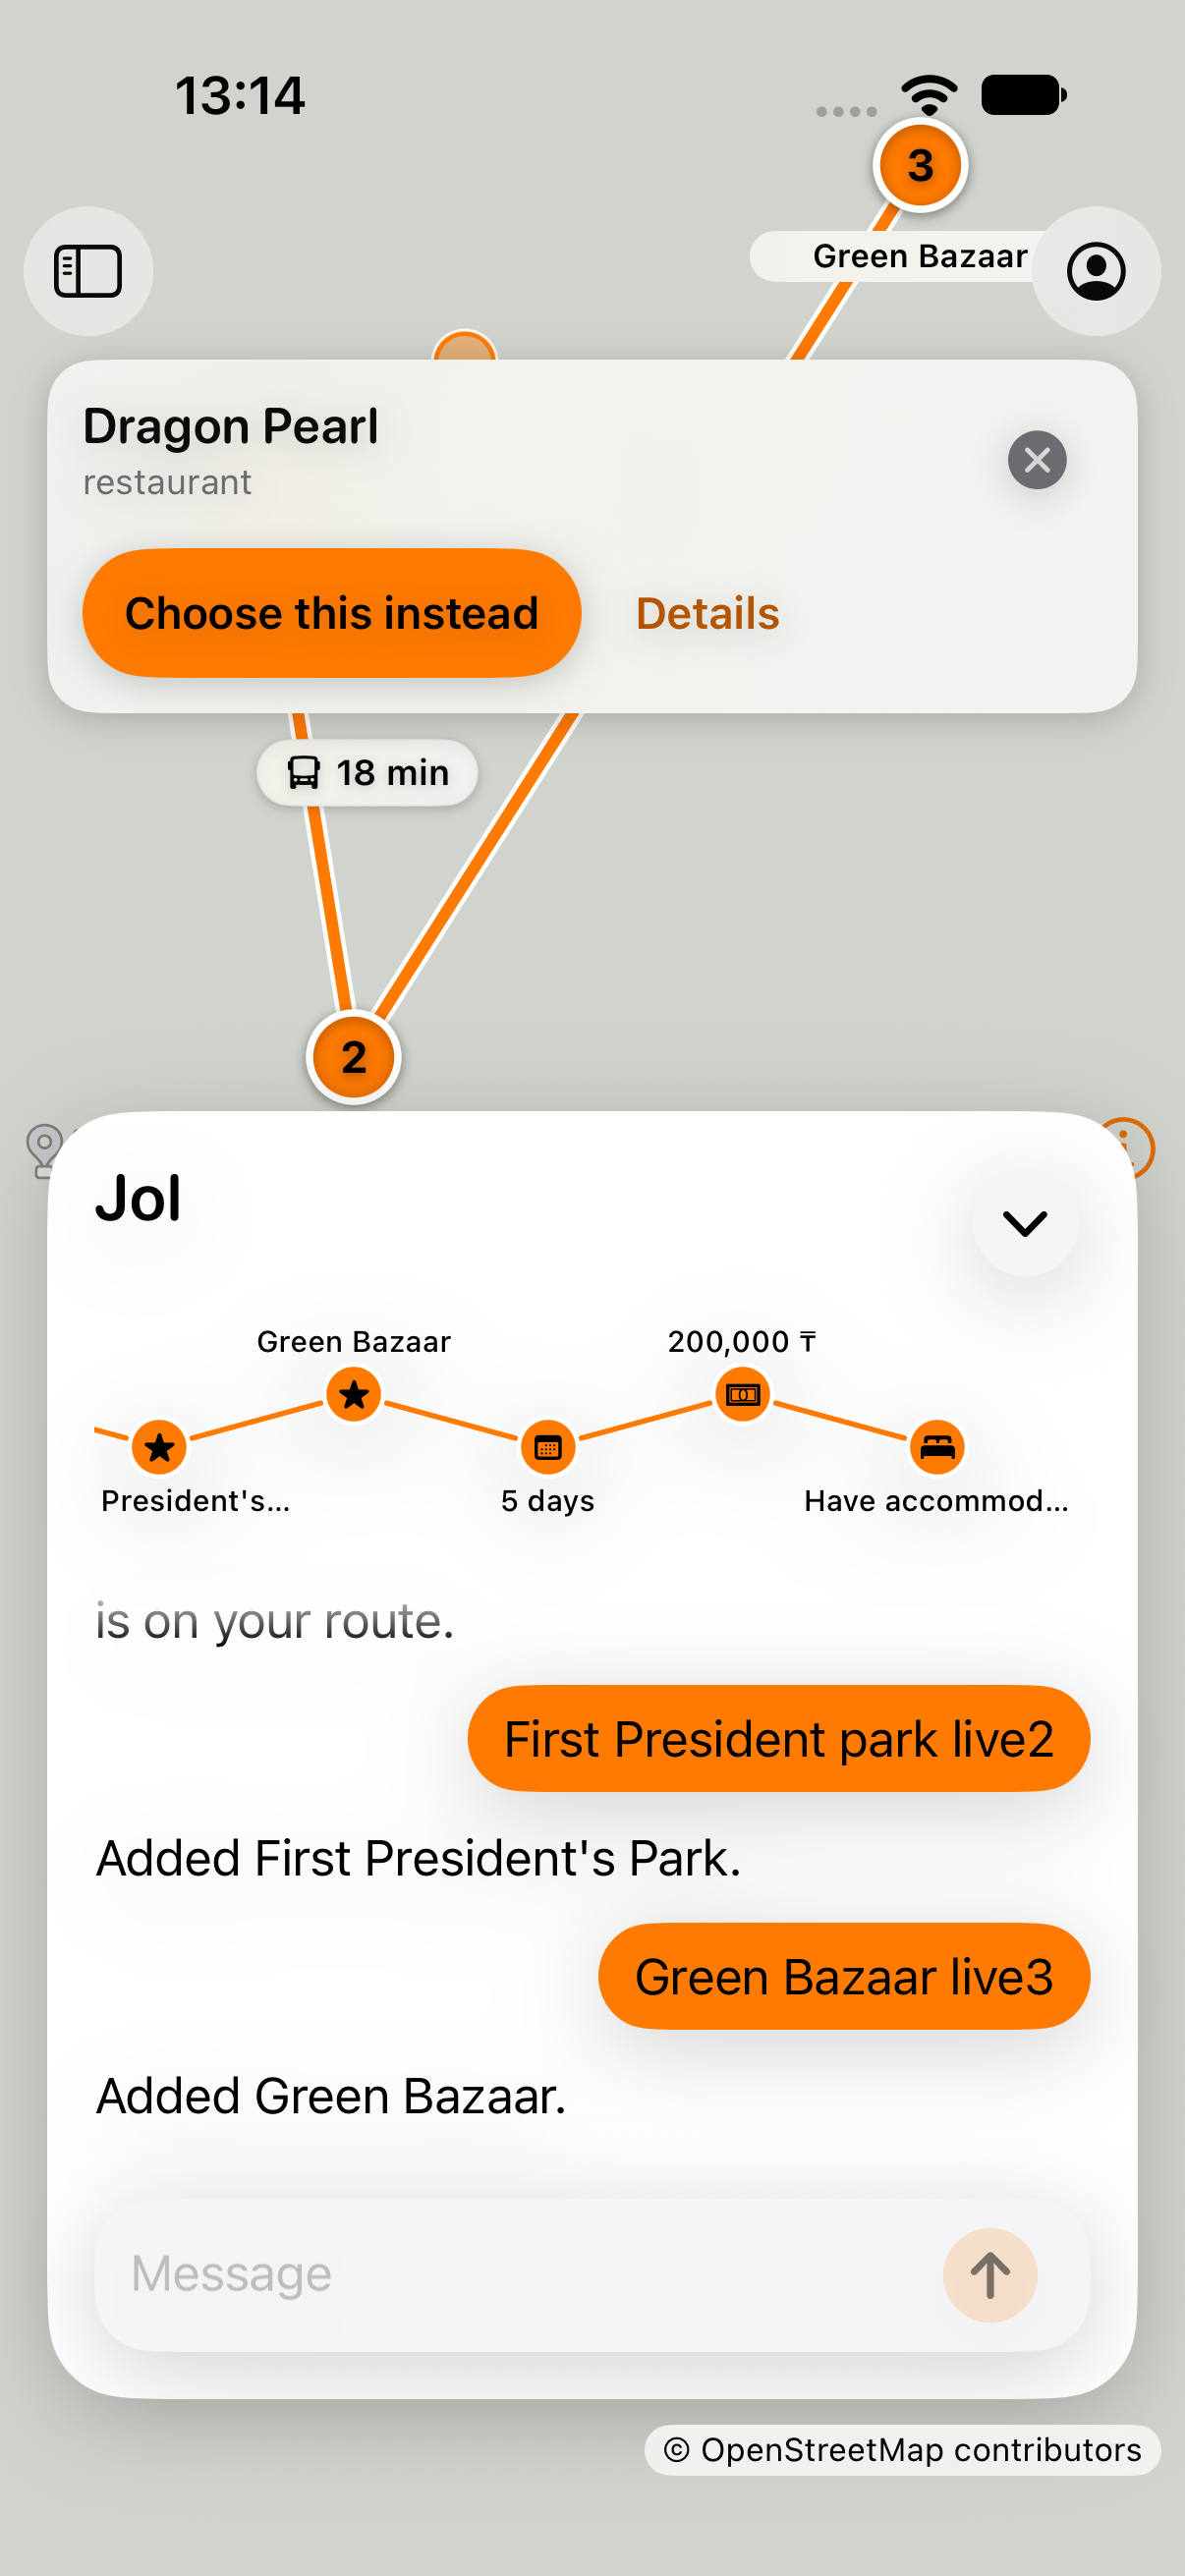 13:14
3
Green Bazaar
Dragon Pearl
restaurant
Choose this instead
Details
18 min
2
Jol
Green Bazaar
200,000 ₸
President's...
5 days
Have accommod...
is on your route.
First President park live2
Added First President's Park.
Green Bazaar live3
Added Green Bazaar.
Message
© OpenStreetMap contributors